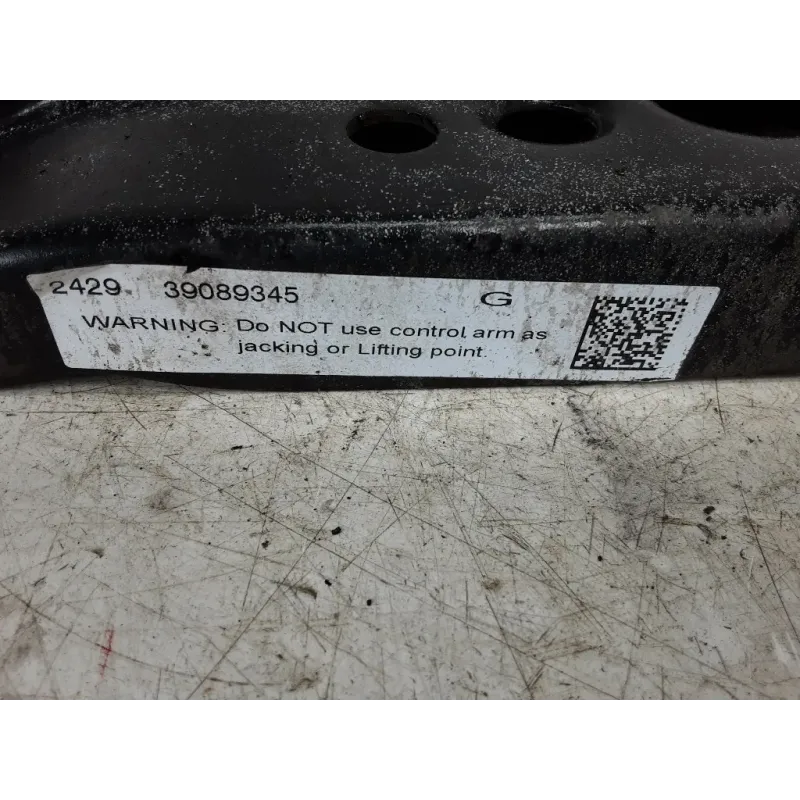 2429 39089345 G
WARNING: Do NOT use control arm as
jacking or Lifting point.